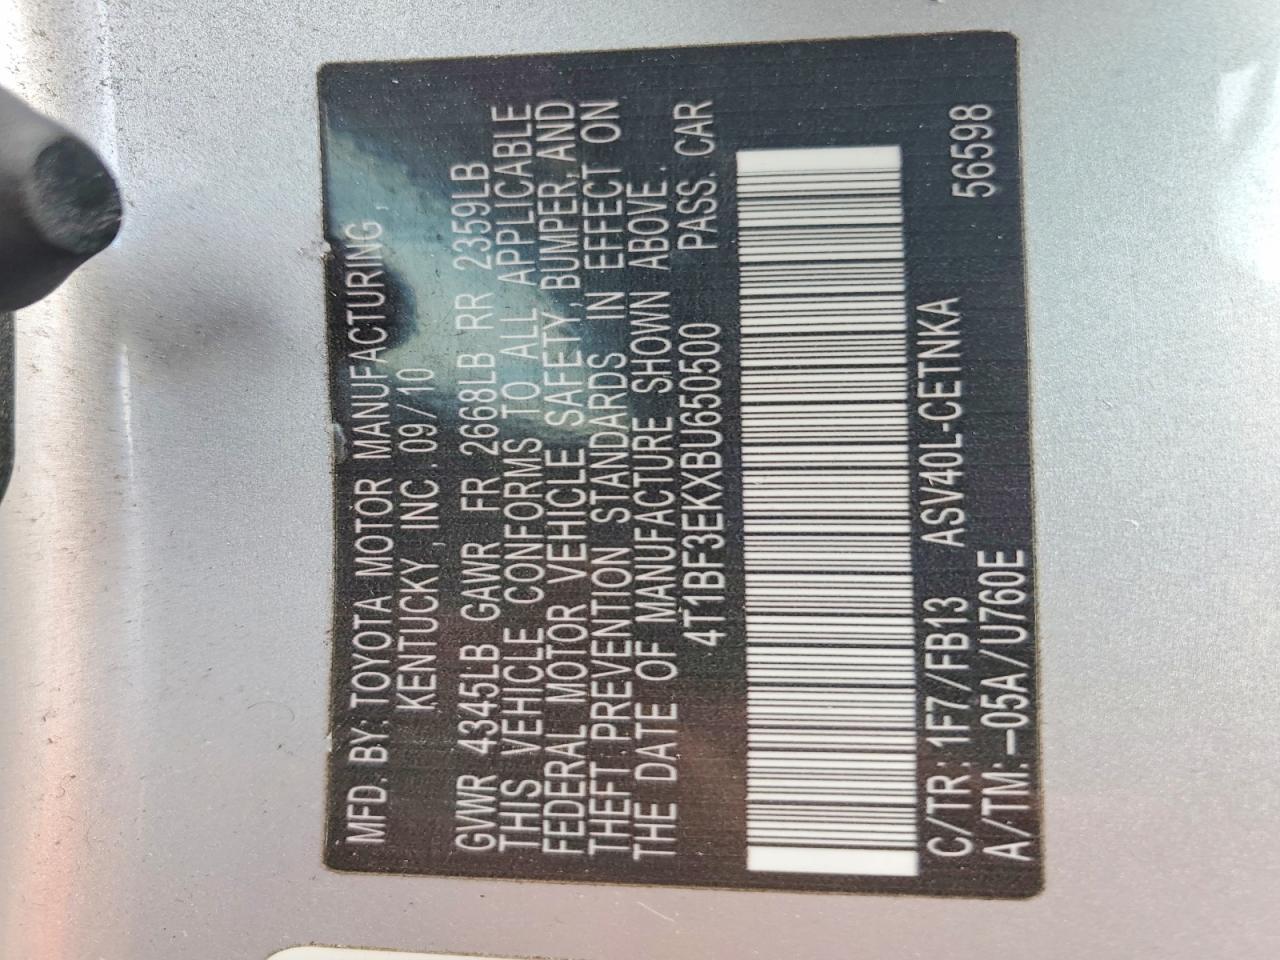 MFD. BY: TOYOTA MOTOR MANUFACTURING,
KENTUCKY, INC. 09/10
GVWR 4345LB GAWR FR 2668LB RR 2359LB
THIS VEHICLE CONFORMS TO ALL APPLICABLE
FEDERAL MOTOR VEHICLE SAFETY, BUMPER, AND
THEFT PREVENTION STANDARDS IN EFFECT ON
THE DATE OF MANUFACTURE SHOWN ABOVE.
4T1BF3EKXBU650500 PASS. CAR
C/TR: 1F7/FB13 ASV40L-CETNKA 56598
A/TM: –05A/U760E